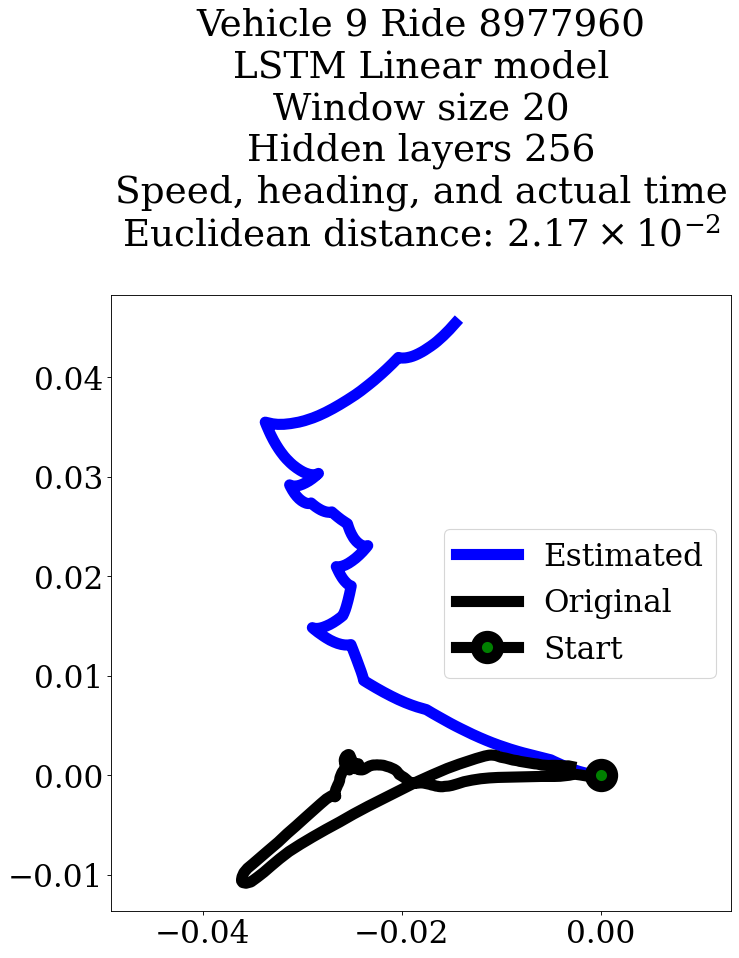 Vehicle 9 Ride 8977960
LSTM Linear model
Window size 20
Hidden layers 256
Speed, heading, and actual time
Euclidean distance: 2.17 × 10⁻²
0.04
0.03
0.02
0.01
0.00
−0.01
Estimated
Original
Start
−0.04
−0.02
0.00